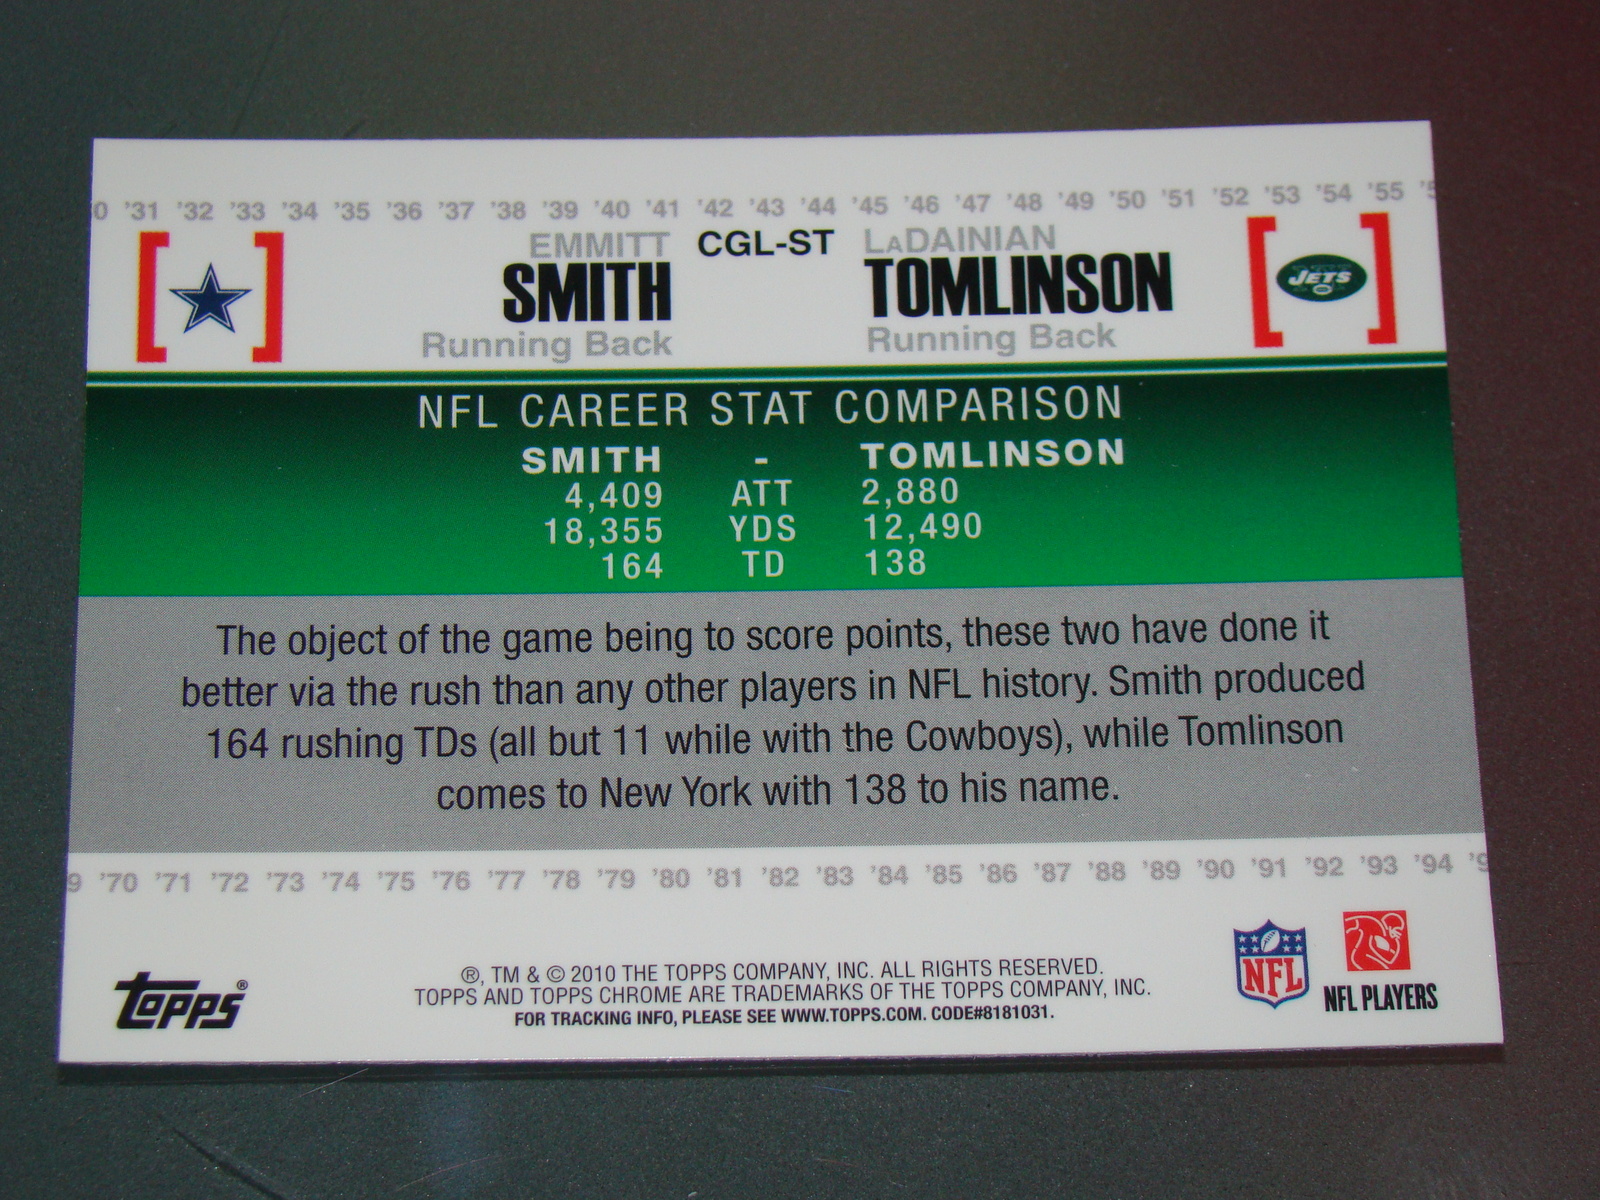 0 '31 '32 '33 '34 '35 '36 '37 '38 '39 '40 '41 '42 '43 '44 '45 '46 '47 '48 '49 '50 '51 '52 '53 '54 '55 '5
EMMITT CGL-ST LADAINIAN
SMITH TOMLINSON
Running Back Running Back
JETS
NFL CAREER STAT COMPARISON
SMITH - TOMLINSON
4,409 ATT 2,880
18,355 YDS 12,490
164 TD 138
The object of the game being to score points, these two have done it
better via the rush than any other players in NFL history. Smith produced
164 rushing TDs (all but 11 while with the Cowboys), while Tomlinson
comes to New York with 138 to his name.
9 '70 '71 '72 '73 '74 '75 '76 '77 '78 '79 '80 '81 '82 '83 '84 '85 '86 '87 '88 '89 '90 '91 '92 '93 '94 '9
topps®
®, TM & © 2010 THE TOPPS COMPANY, INC. ALL RIGHTS RESERVED.
TOPPS AND TOPPS CHROME ARE TRADEMARKS OF THE TOPPS COMPANY, INC.
FOR TRACKING INFO, PLEASE SEE WWW.TOPPS.COM. CODE#8181031.
NFL
NFL PLAYERS